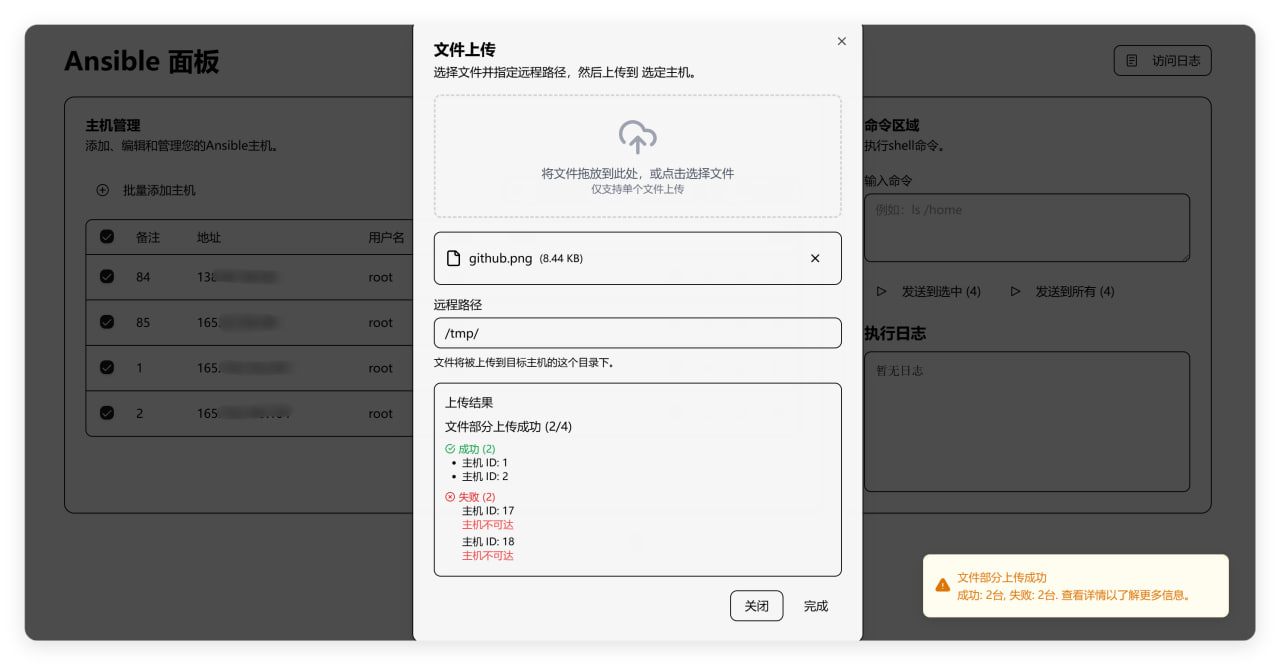 Ansible 面板
访问日志
主机管理
添加、编辑和管理您的Ansible主机。
批量添加主机
备注 地址 用户名
84 138 root
85 165. root
1 165. root
2 165 root
文件上传
选择文件并指定远程路径，然后上传到 选定主机。
将文件拖放到此处，或点击选择文件
仅支持单个文件上传
github.png (8.44 KB)
远程路径
/tmp/
文件将被上传到目标主机的这个目录下。
上传结果
文件部分上传成功 (2/4)
成功 (2)
主机 ID: 1
主机 ID: 2
失败 (2)
主机 ID: 17
主机不可达
主机 ID: 18
主机不可达
关闭 完成
命令区域
执行shell命令。
输入命令
例如：ls /home
发送到选中 (4) 发送到所有 (4)
执行日志
暂无日志
文件部分上传成功
成功: 2台, 失败: 2台. 查看详情以了解更多信息。